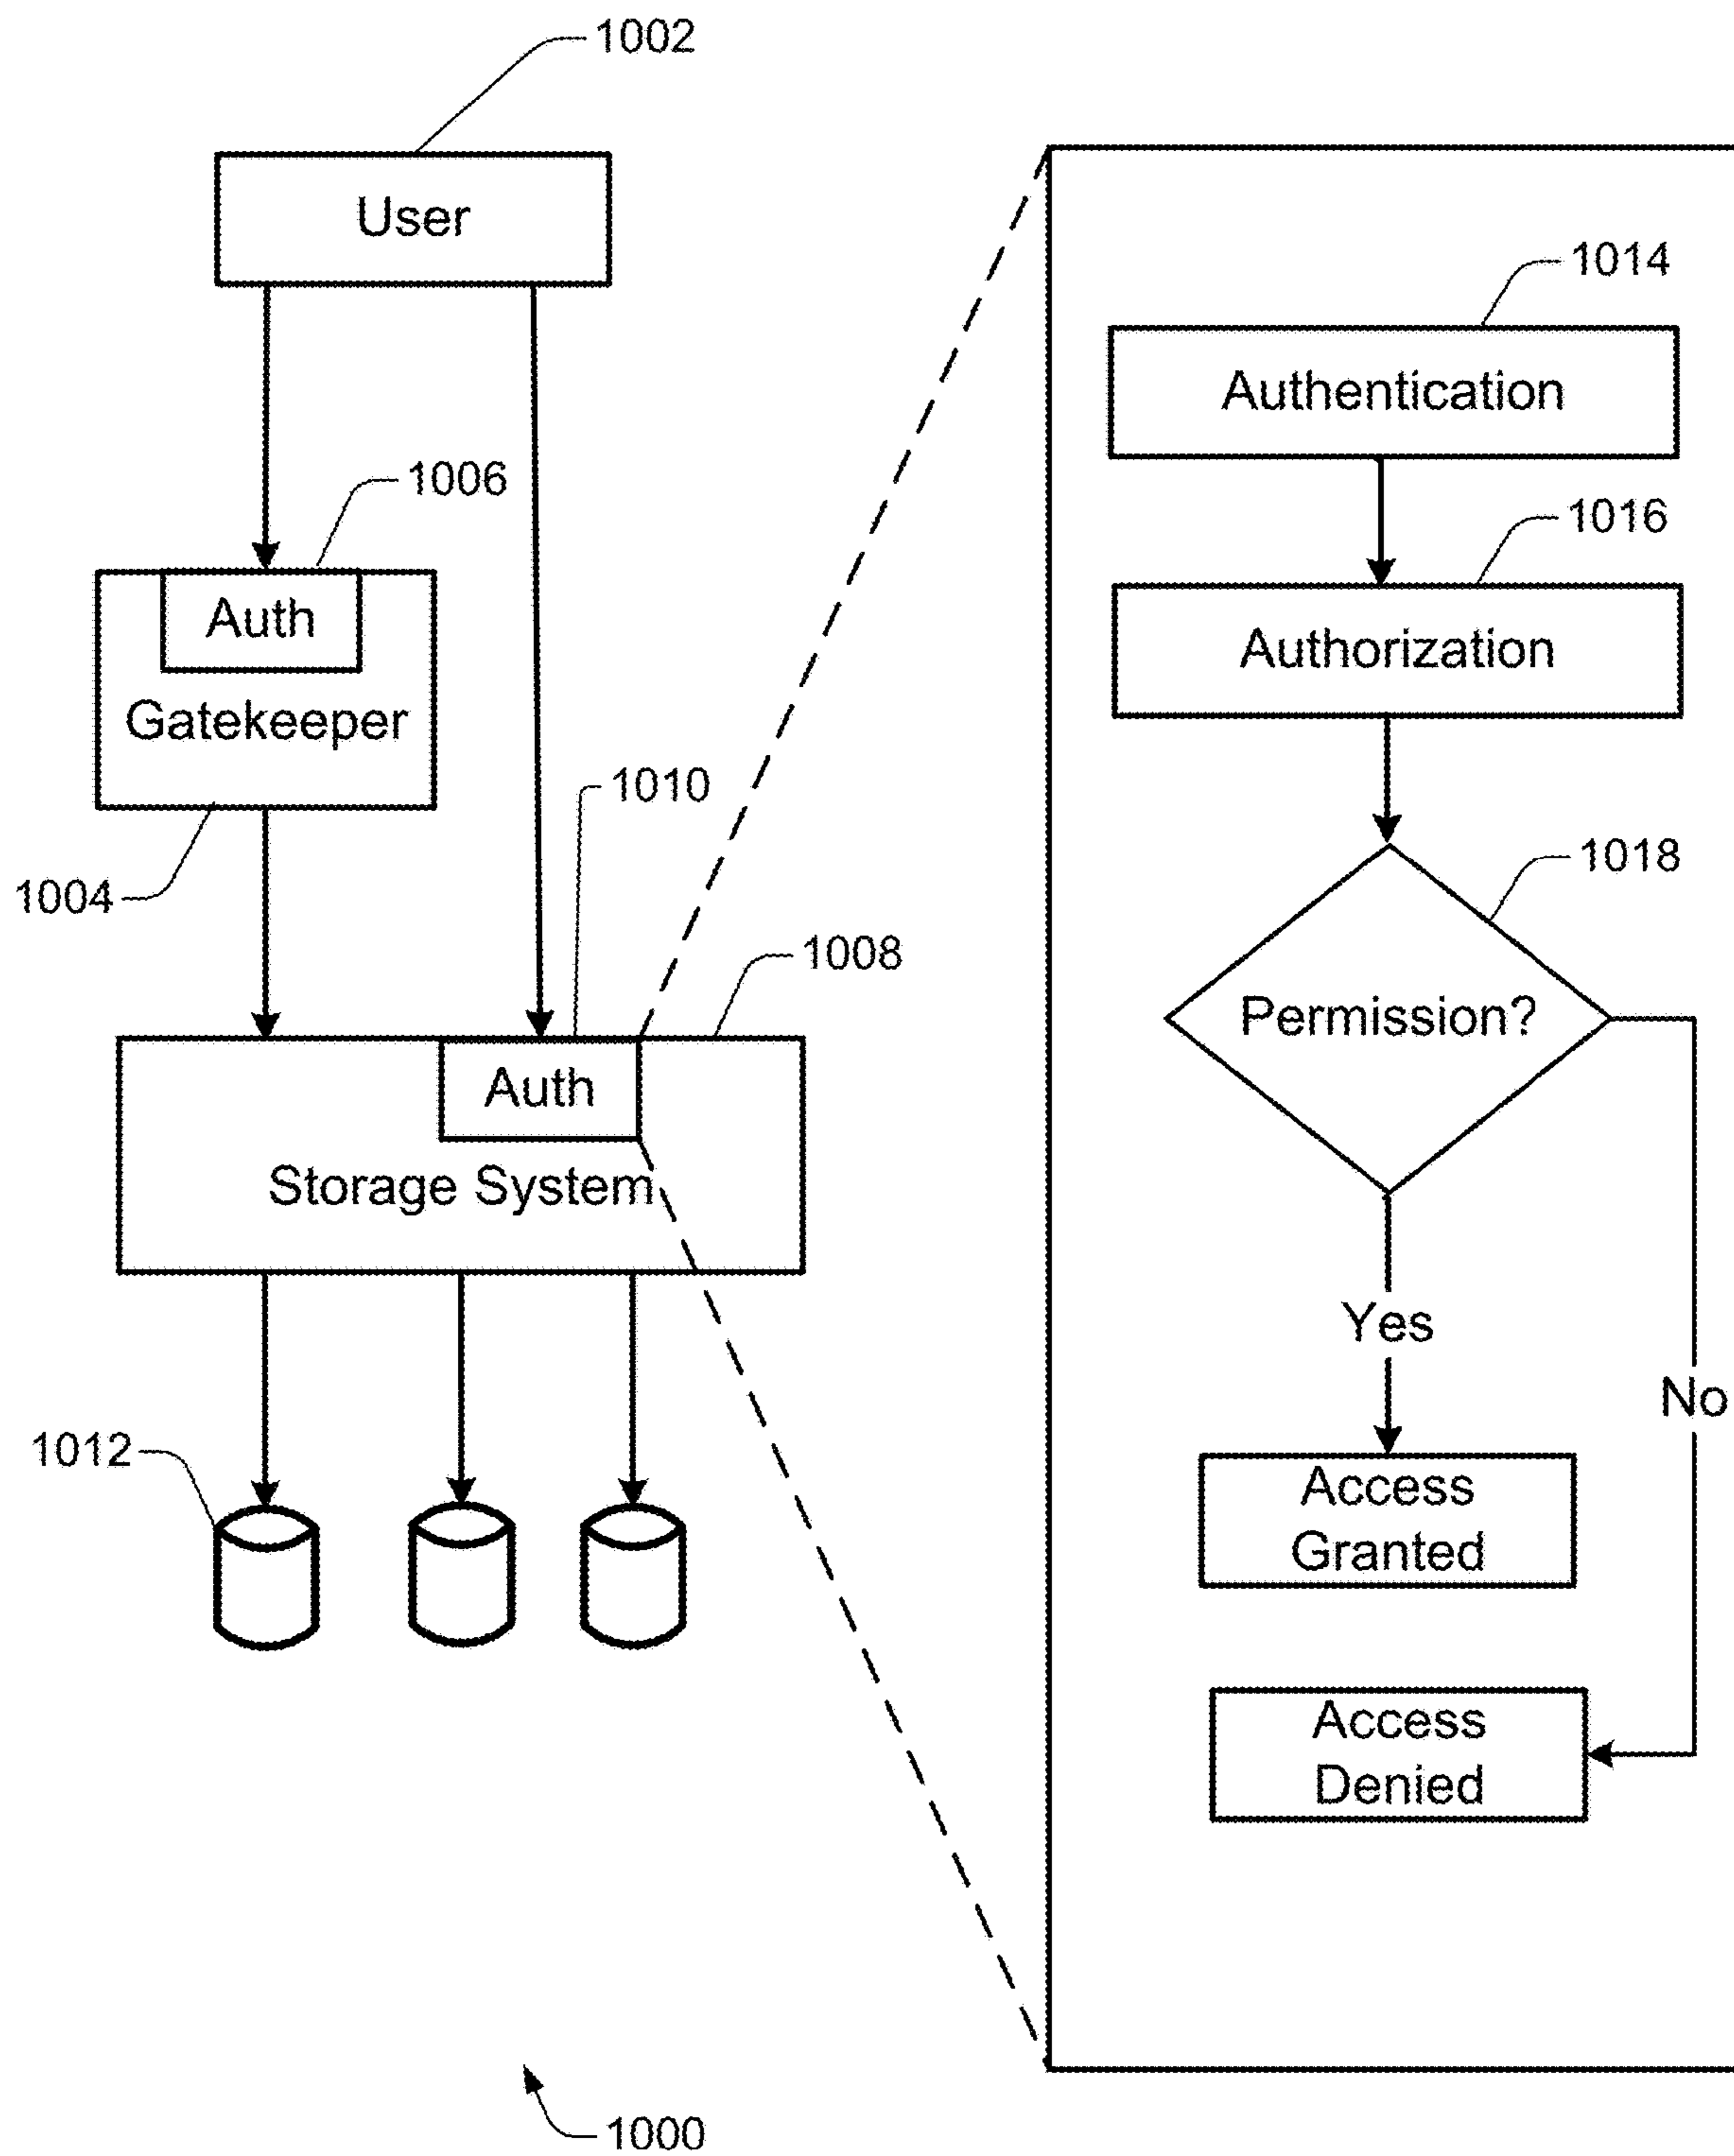 1002
User
1006
Auth
Gatekeeper
1004
1010
1008
Auth
Storage System
1012
1000
1014
Authentication
1016
Authorization
1018
Permission?
Yes
No
Access
Granted
Access
Denied